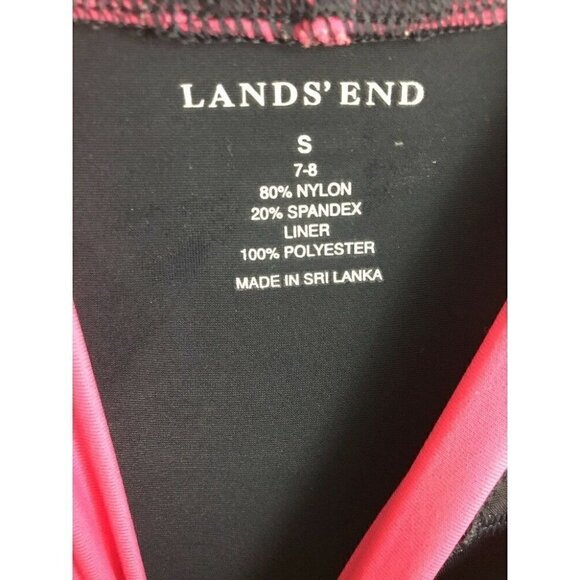 LANDS' END
S
7-8
80% NYLON
20% SPANDEX
LINER
100% POLYESTER
MADE IN SRI LANKA